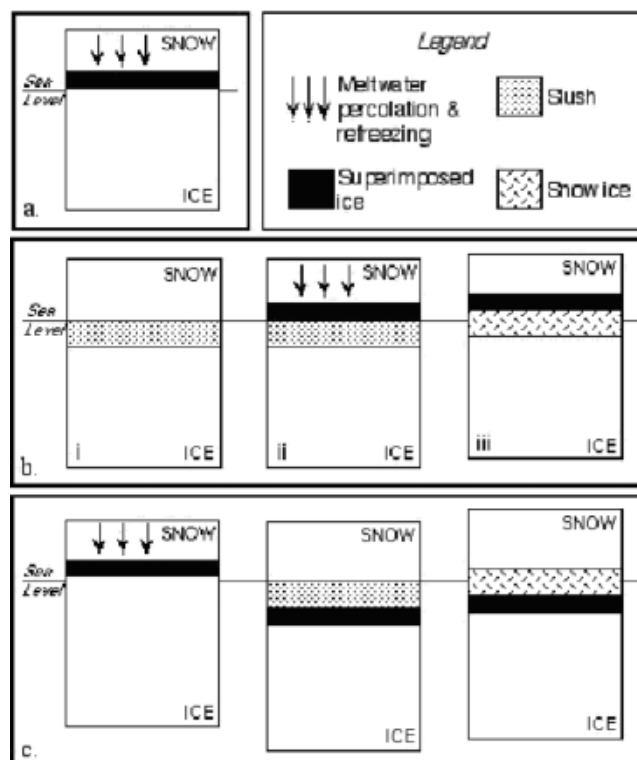 SNOW
Sea
Level
ICE
a.
Legend
Meltwater
percolation &
refreezing
Slush
Superimposed
ice
Snow ice
SNOW
SNOW
SNOW
Sea
Level
i
ICE
ii
ICE
iii
ICE
b.
SNOW
SNOW
SNOW
Sea
Level
ICE
ICE
ICE
c.